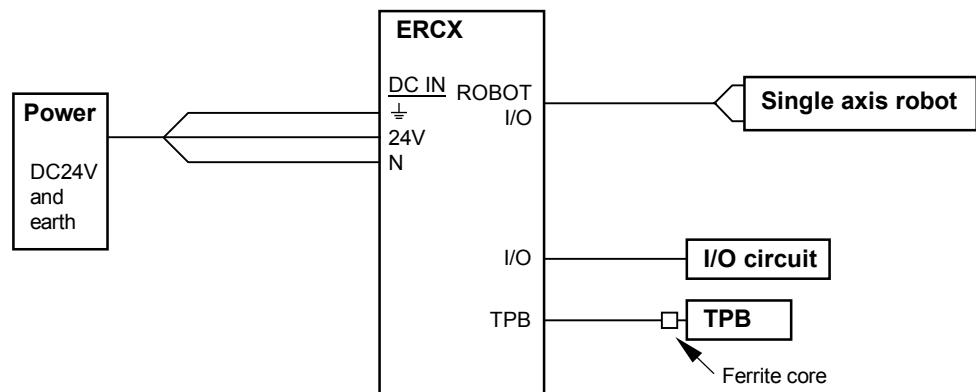 ERCX
Power
DC24V
and
earth
DC IN
24V
N
ROBOT
I/O
Single axis robot
I/O
I/O circuit
TPB
TPB
Ferrite core